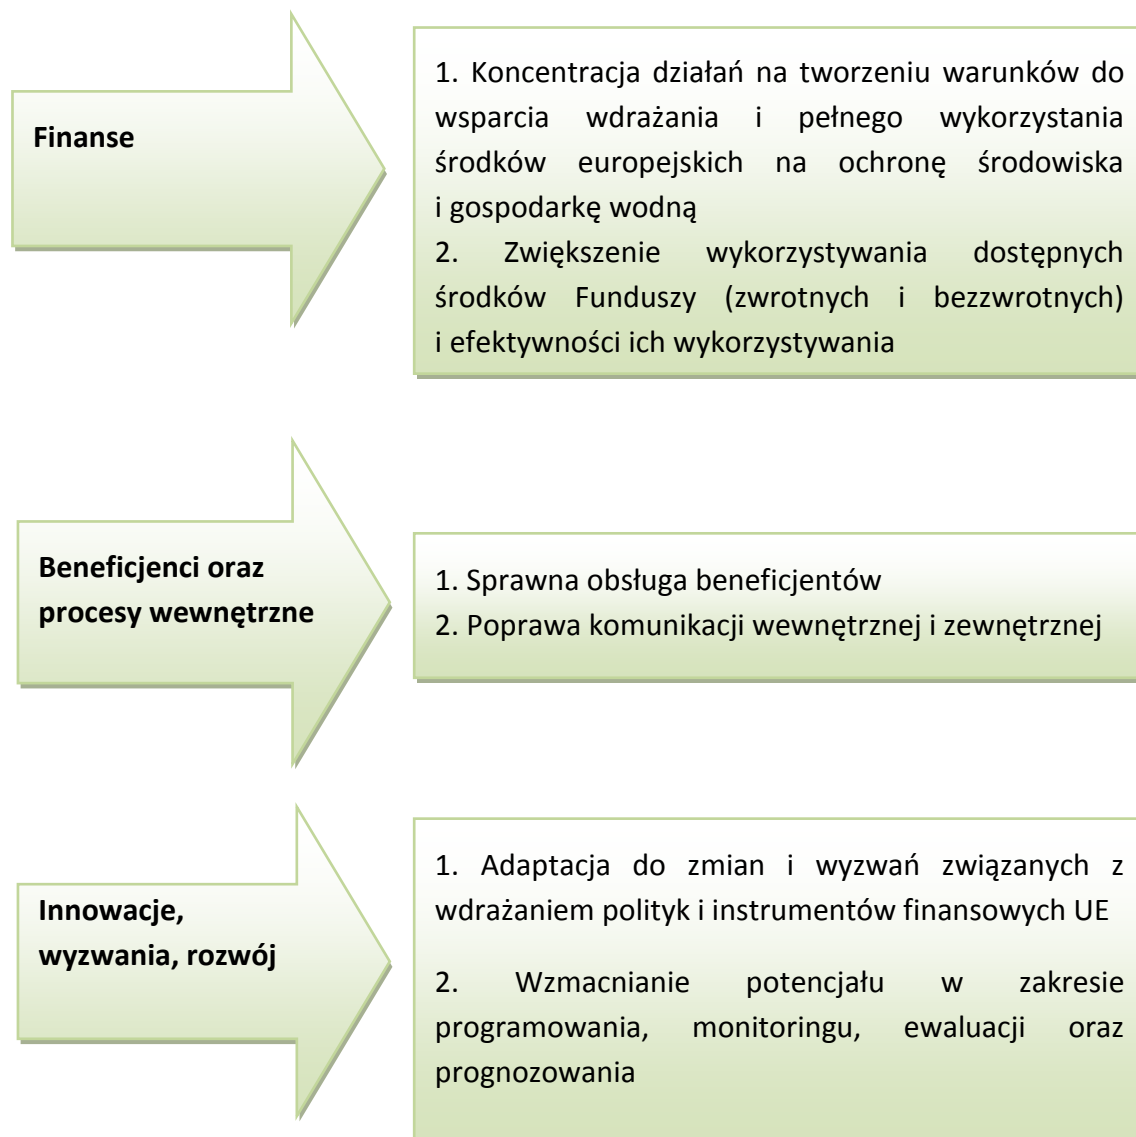 Finanse
1. Koncentracja działań na tworzeniu warunków do
wsparcia wdrażania i pełnego wykorzystania
środków europejskich na ochronę środowiska
i gospodarkę wodną
2. Zwiększenie wykorzystywania dostępnych
środków Funduszy (zwrotnych i bezzwrotnych)
i efektywności ich wykorzystywania
Beneficjenci oraz
procesy wewnętrzne
1. Sprawna obsługa beneficjentów
2. Poprawa komunikacji wewnętrznej i zewnętrznej
Innowacje,
wyzwania, rozwój
1. Adaptacja do zmian i wyzwań związanych z
wdrażaniem polityk i instrumentów finansowych UE
2. Wzmacnianie potencjału w zakresie
programowania, monitoringu, ewaluacji oraz
prognozowania